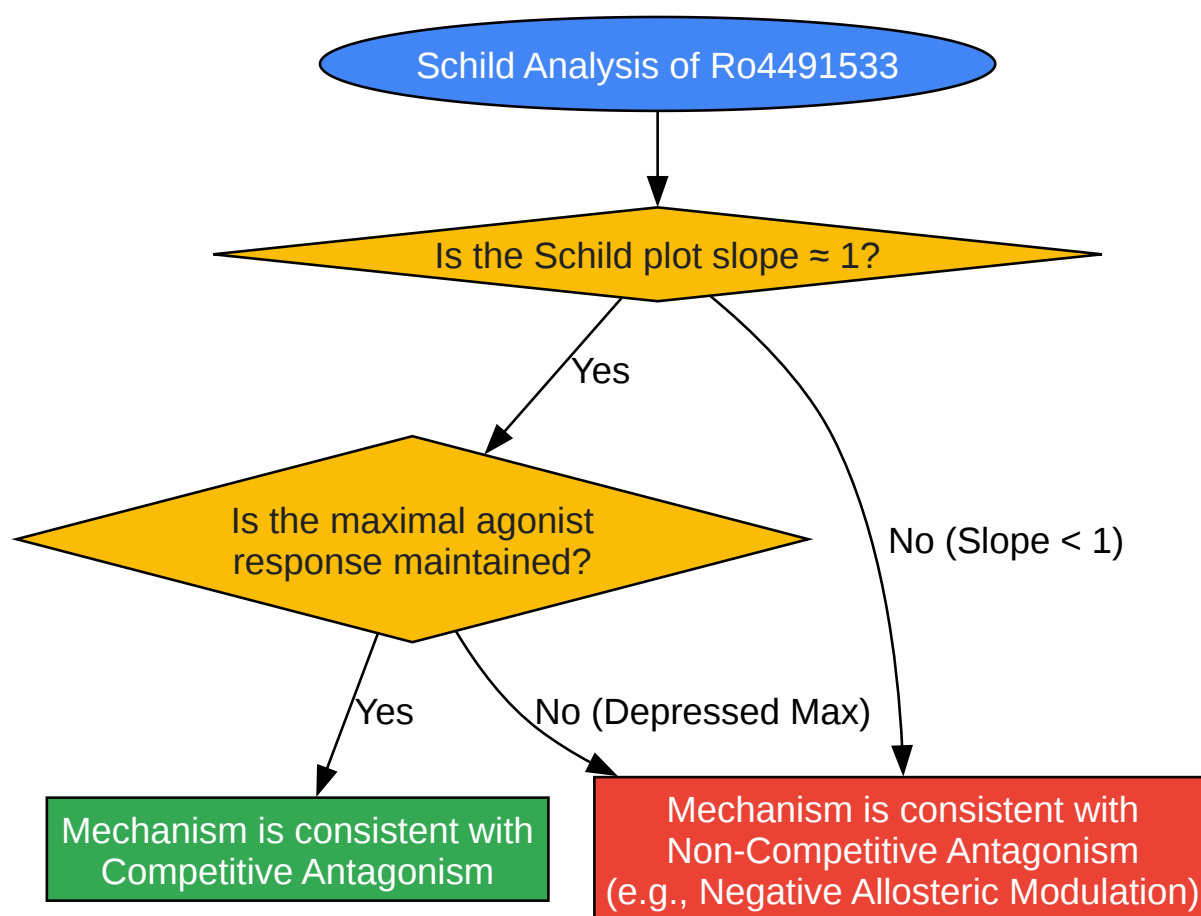 Schild Analysis of Ro4491533
Is the Schild plot slope ≈ 1?
Yes
No (Slope < 1)
Is the maximal agonist
response maintained?
Yes
No (Depressed Max)
Mechanism is consistent with
Competitive Antagonism
Mechanism is consistent with
Non-Competitive Antagonism
(e.g., Negative Allosteric Modulation)